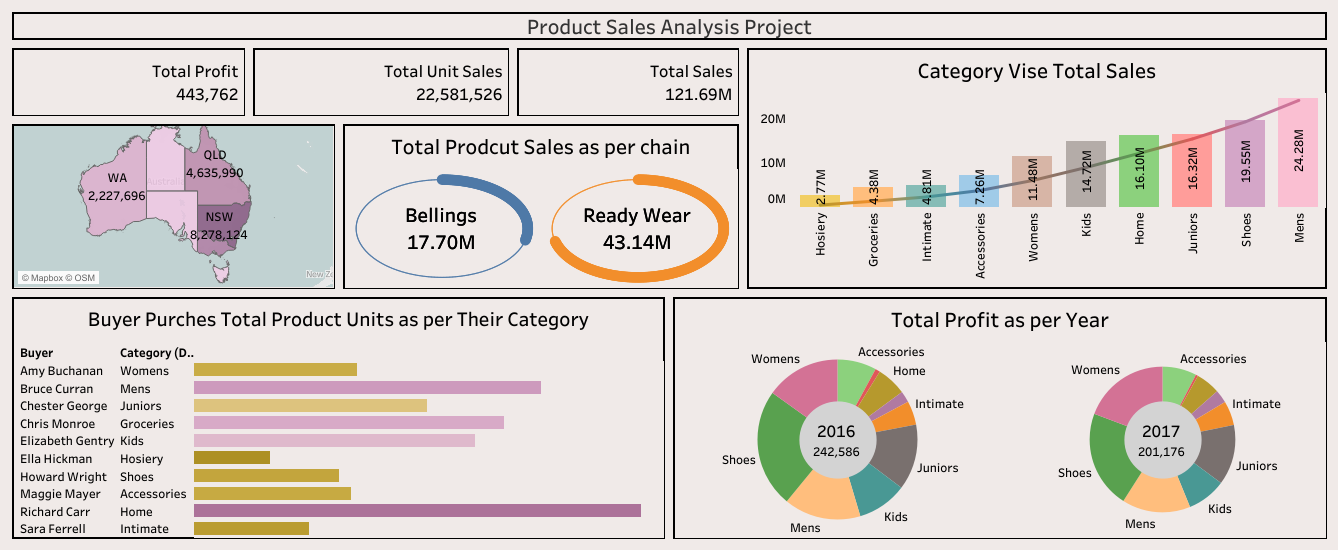 Product Sales Analysis Project
Total Profit
443,762
Total Unit Sales
22,581,526
Total Sales
121.69M
Category Vise Total Sales
20M
10M
0M
2.77M
4.38M
4.81M
7.26M
11.48M
14.72M
16.10M
16.32M
19.55M
24.28M
Hosiery
Groceries
Intimate
Accessories
Womens
Kids
Home
Juniors
Shoes
Mens
WA
2,227,696
QLD
4,635,990
Australia
NSW
8,278,124
© Mapbox © OSM
New Ze
Total Prodcut Sales as per chain
Bellings
17.70M
Ready Wear
43.14M
Buyer Purches Total Product Units as per Their Category
Buyer Category (D..
Amy Buchanan Womens
Bruce Curran Mens
Chester George Juniors
Chris Monroe Groceries
Elizabeth Gentry Kids
Ella Hickman Hosiery
Howard Wright Shoes
Maggie Mayer Accessories
Richard Carr Home
Sara Ferrell Intimate
Total Profit as per Year
Womens
Accessories
Home
Intimate
2016
242,586
Shoes
Juniors
Kids
Mens
Accessories
Womens
Intimate
2017
201,176
Shoes
Juniors
Kids
Mens